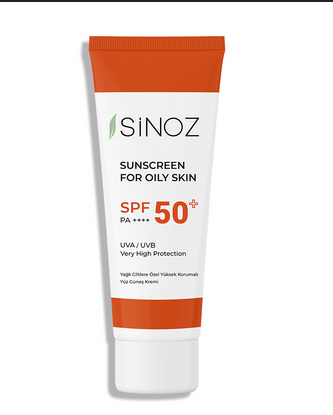 SiNOZ
SUNSCREEN
FOR OILY SKIN
SPF 50+
PA ++++
UVA / UVB
Very High Protection
Yağlı Ciltlere Özel Yüksek Korumalı
Yüz Güneş Kremi